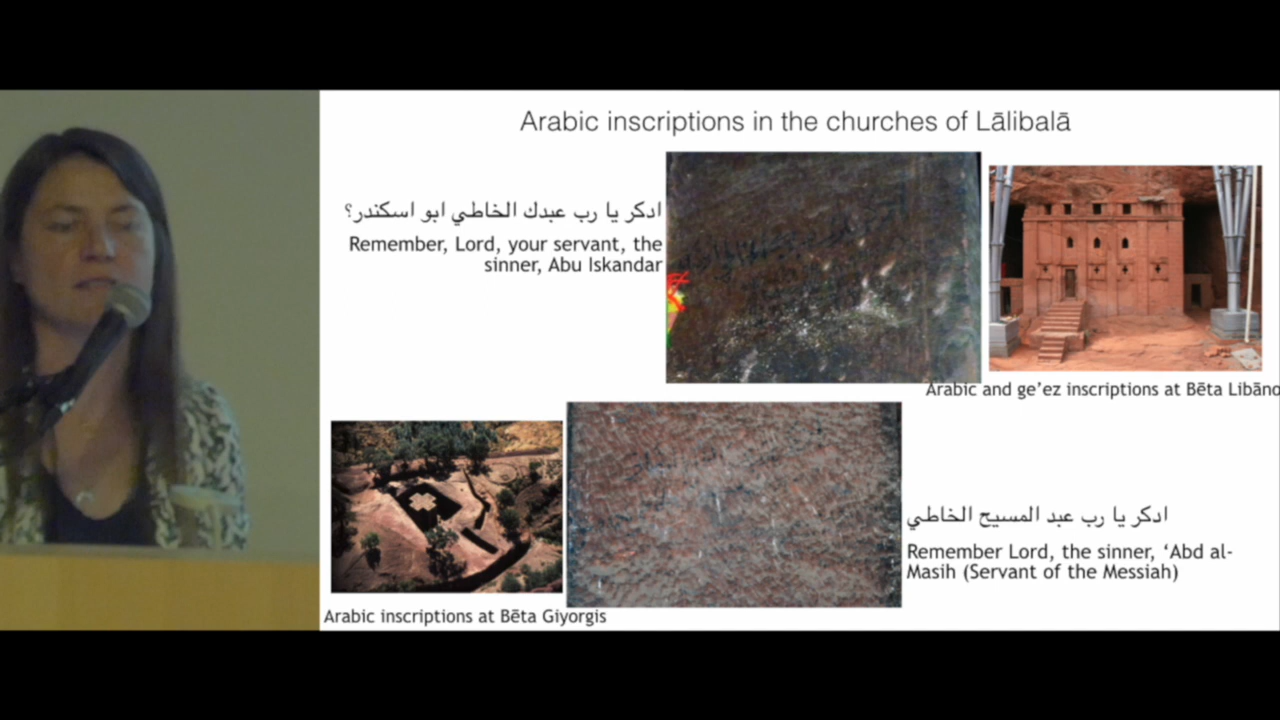 Arabic inscriptions in the churches of Lālibalā
ادكر يا رب عبدك الخاطي ابو اسكندر؟
Remember, Lord, your servant, the
sinner, Abu Iskandar
Arabic and ge’ez inscriptions at Bēta Libāno
ادكر يا رب عبد المسيح الخاطي
Remember Lord, the sinner, ‘Abd al-
Masih (Servant of the Messiah)
Arabic inscriptions at Bēta Giyorgis